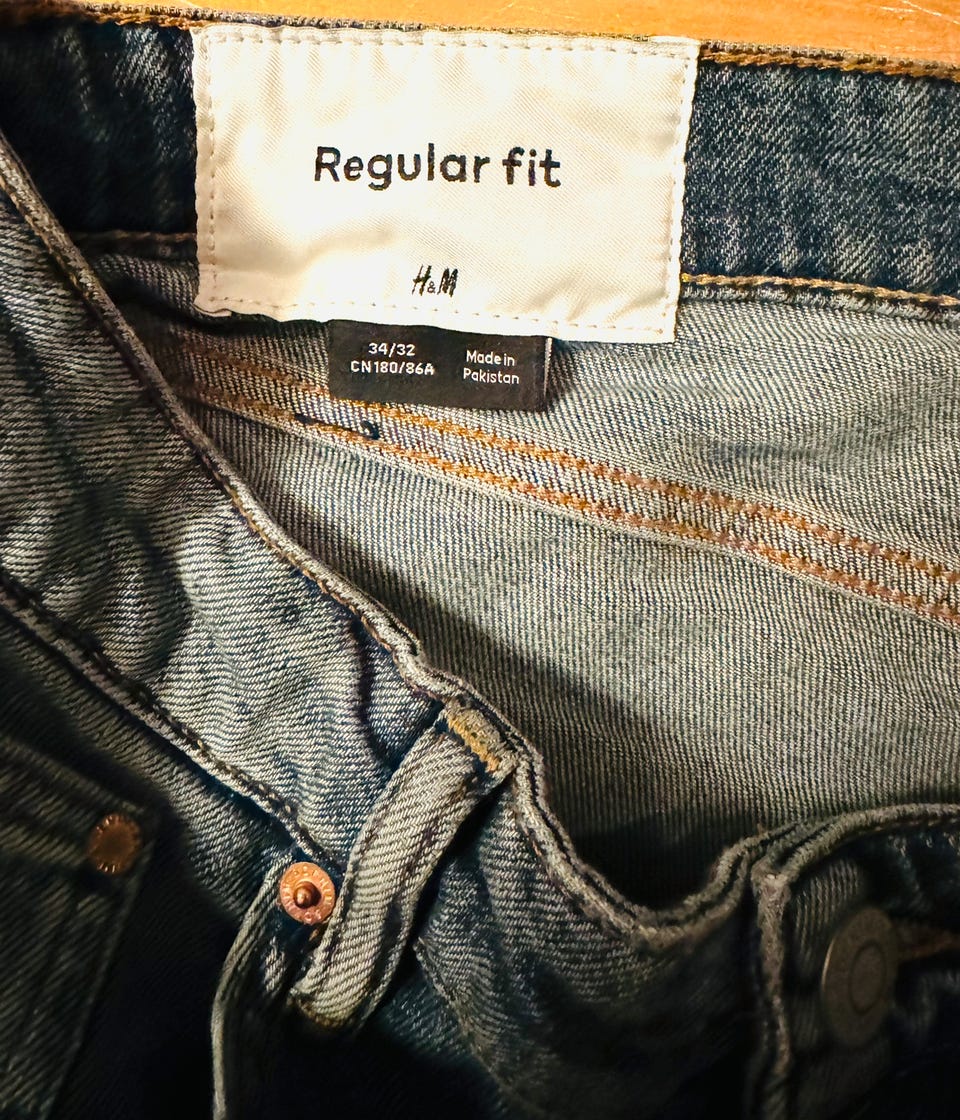 Regular fit
H&M
34/32
CN180/86A
Made in
Pakistan